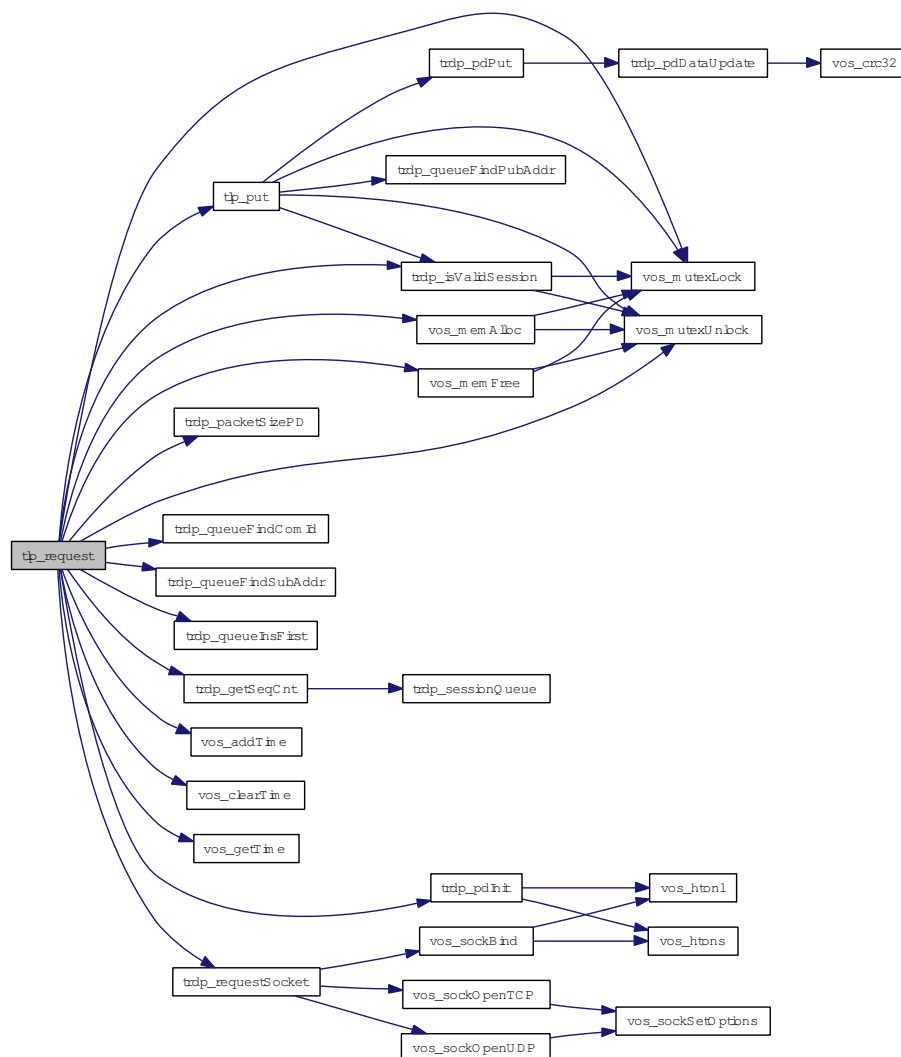 trdp_pdPut
trdp_pdDataUpdate
vos_crc32
trdp_queueFindPubAddr
tlp_put
trdp_isValidSession
vos_mutexLock
vos_memAlloc
vos_mutexUnlock
vos_memFree
trdp_packetSizePD
trdp_queueFindComId
tlp_request
trdp_queueFindSubAddr
trdp_queueInsFirst
trdp_getSeqCnt
trdp_sessionQueue
vos_addTime
vos_clearTime
vos_getTime
trdp_pdInit
vos_htonl
vos_sockBind
vos_htons
trdp_requestSocket
vos_sockOpenTCP
vos_sockSetOptions
vos_sockOpenUDP